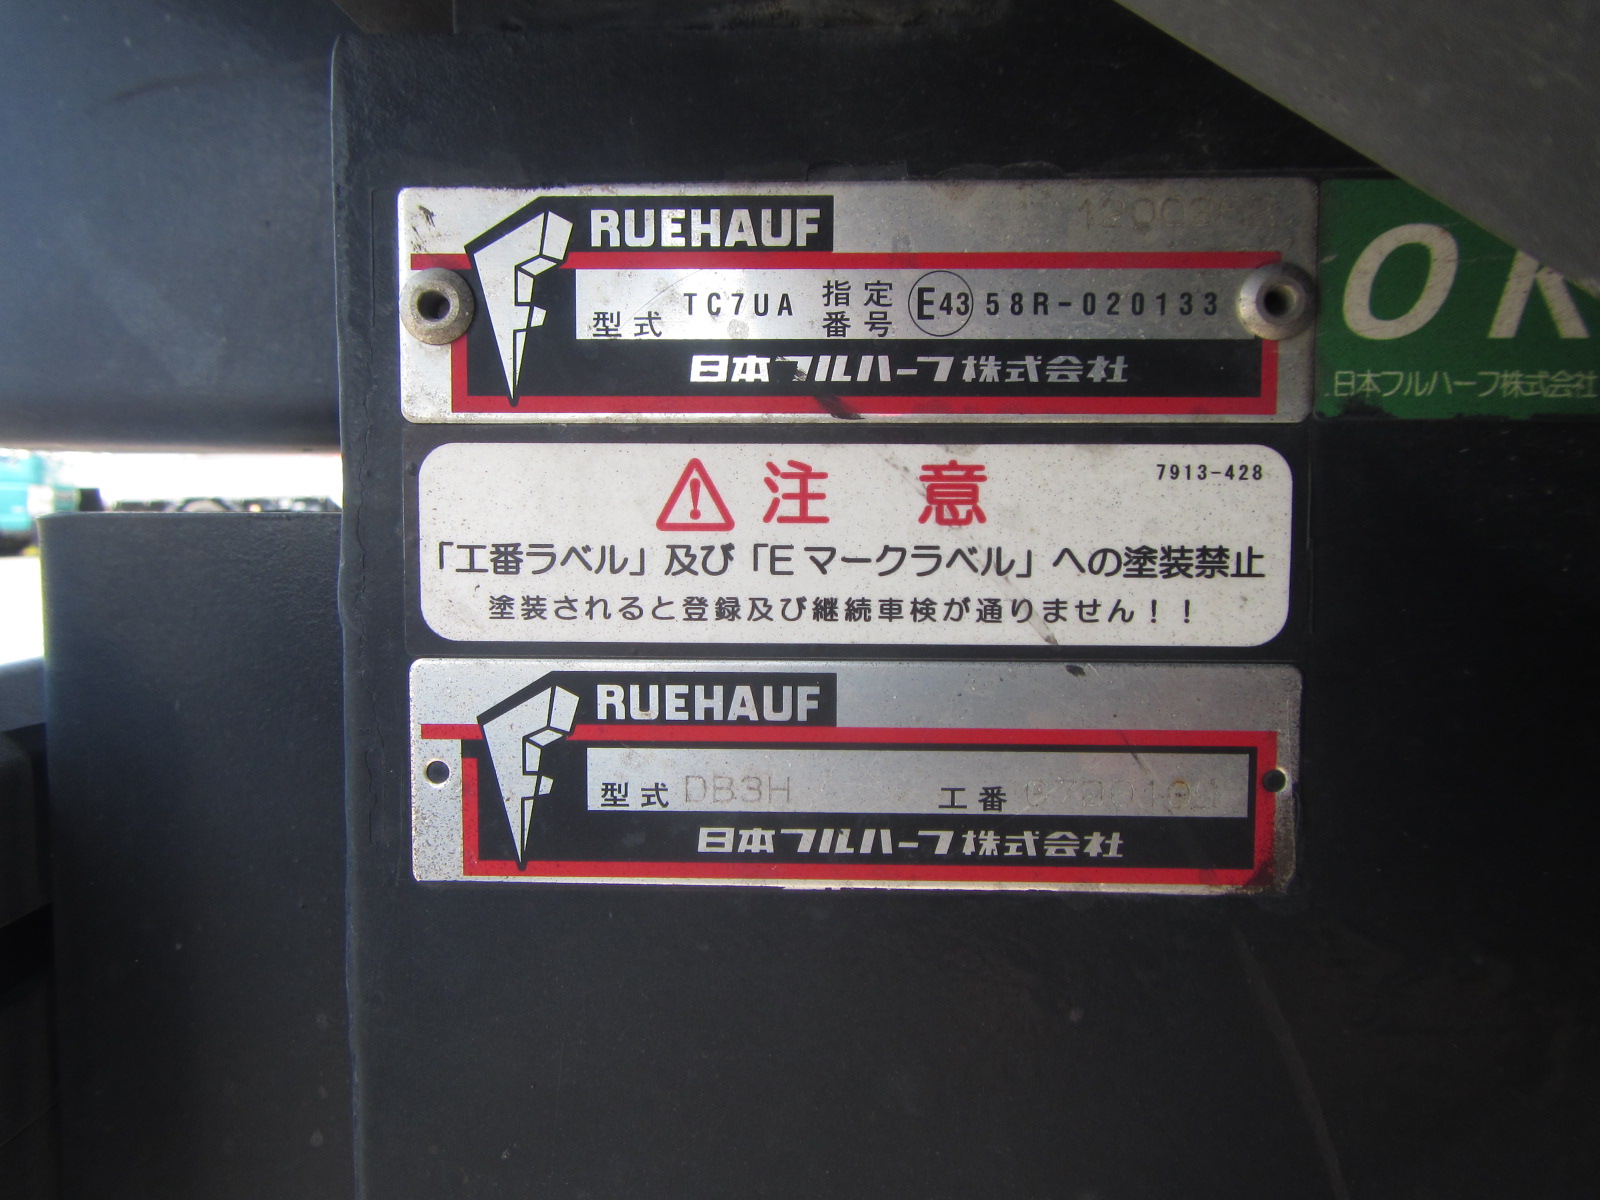 RUEHAUF
型式 TC7UA 指定番号 E43 58R-020133
日本フルハーフ株式会社
OK
日本フルハーフ株式会社
注意
7913-428
「工番ラベル」及び「Eマークラベル」への塗装禁止
塗装されると登録及び継続車検が通りません！！
RUEHAUF
型式 DB3H 工番
日本フルハーフ株式会社